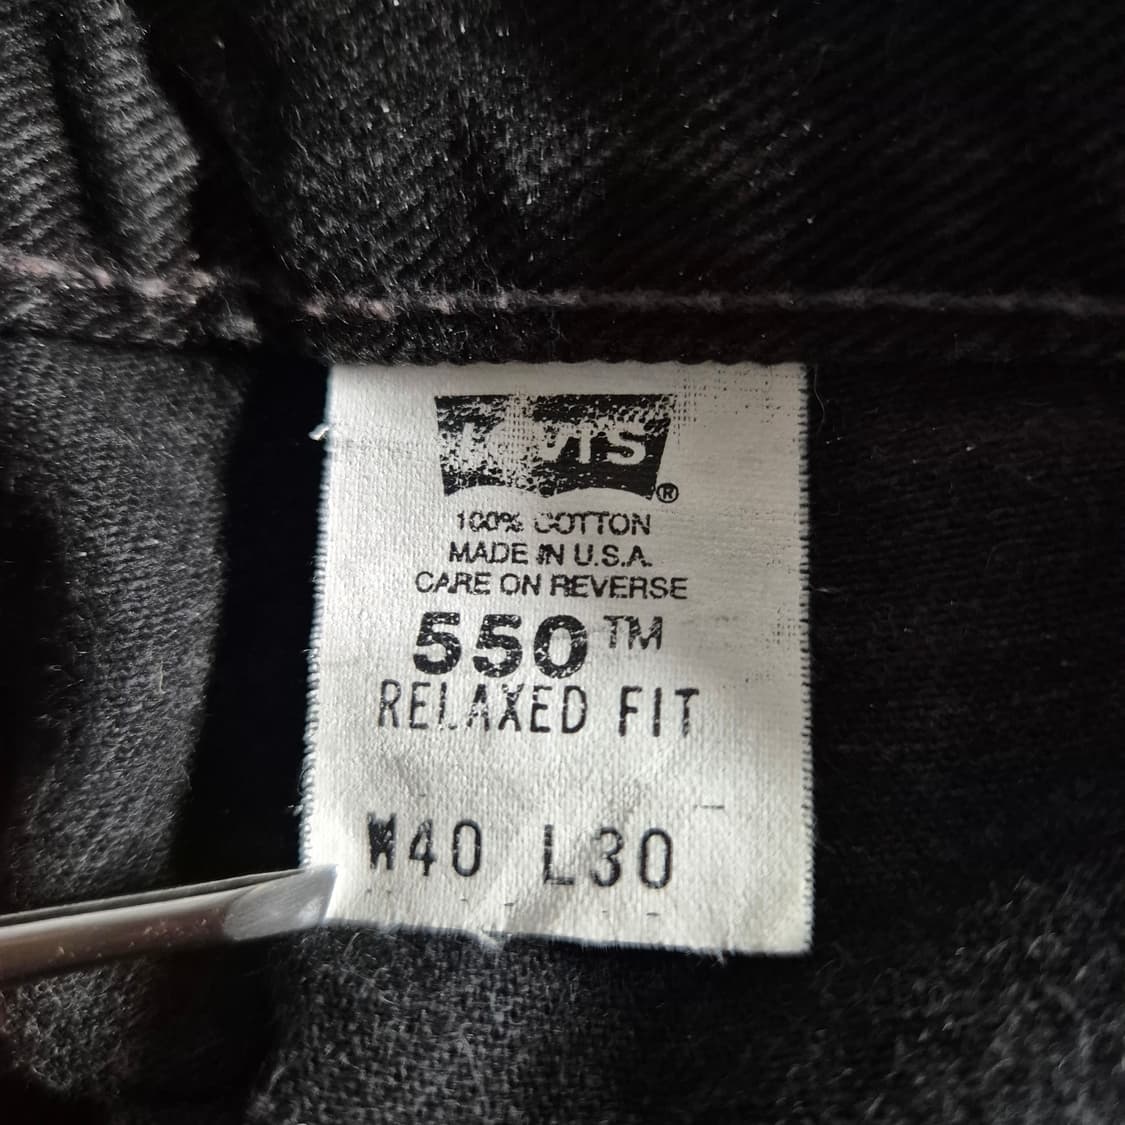 Levi's ®
100% COTTON
MADE IN U.S.A.
CARE ON REVERSE
550™
RELAXED FIT
W40 L30